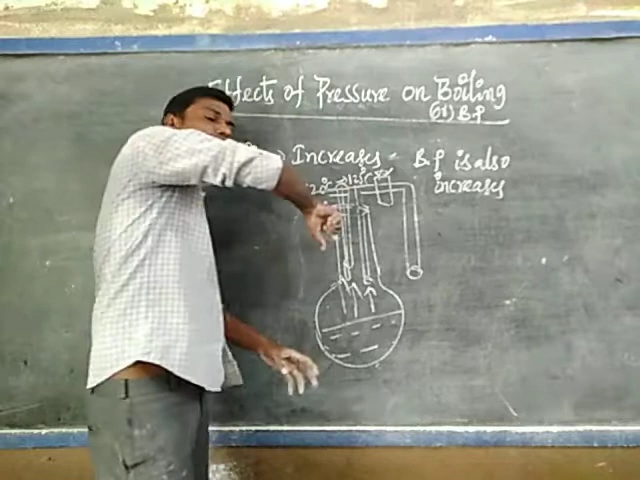 Effects of Pressure on Boiling
(or) B.P
Increases = B.P is also
increases